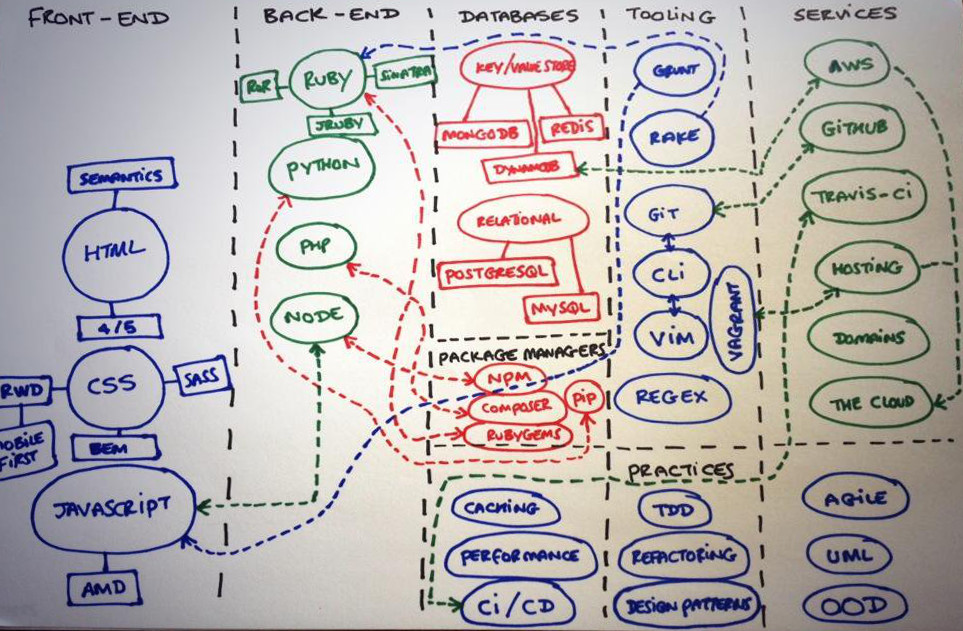 FRONT-END
BACK-END
DATABASES
TOOLING
SERVICES
SEMANTICS
HTML
4/5
CSS
RWD
SASS
MOBILE
FIRST
BEM
JAVASCRIPT
AMD
RUBY
RoR
SINATRA
JRUBY
PYTHON
PHP
NODE
KEY/VALUE STORE
MONGODB
REDIS
DYNAMODB
RELATIONAL
POSTGRESQL
MYSQL
PACKAGE MANAGERS
NPM
COMPOSER
PIP
RUBYGEMS
GRUNT
RAKE
GIT
CLI
VIM
VAGRANT
REGEX
AWS
GITHUB
TRAVIS-CI
HOSTING
DOMAINS
THE CLOUD
PRACTICES
CACHING
TDD
AGILE
PERFORMANCE
REFACTORING
UML
CI/CD
DESIGN PATTERNS
OOD